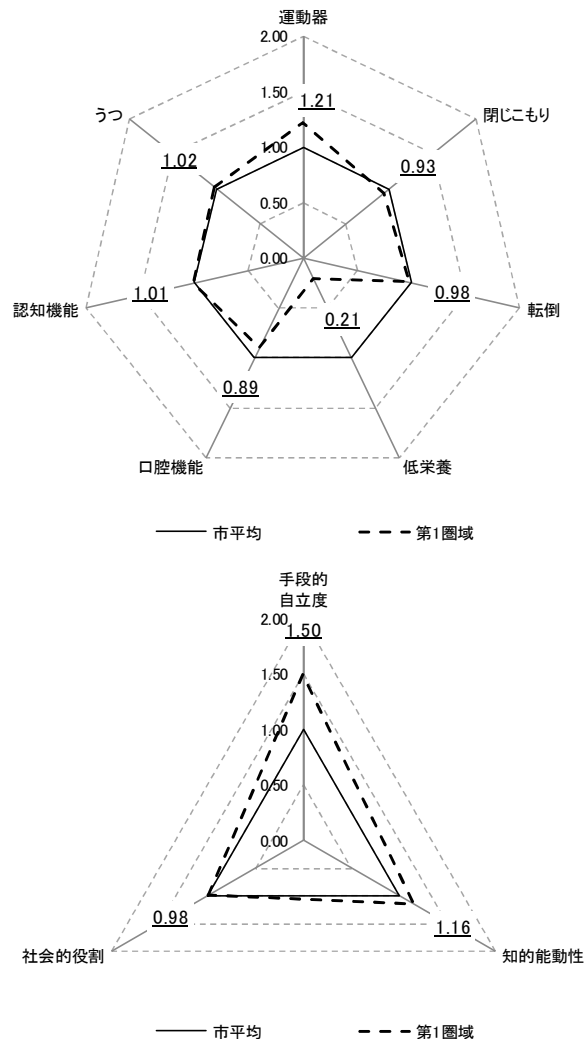 運動器
2.00
1.50
1.21
うつ
閉じこもり
1.00
1.02
0.93
0.50
0.00
認知機能
1.01
0.98
転倒
0.21
0.89
口腔機能
低栄養
市平均
第1圏域
手段的
自立度
2.00
1.50
1.50
1.00
0.50
0.00
0.98
1.16
社会的役割
知的能動性
市平均
第1圏域